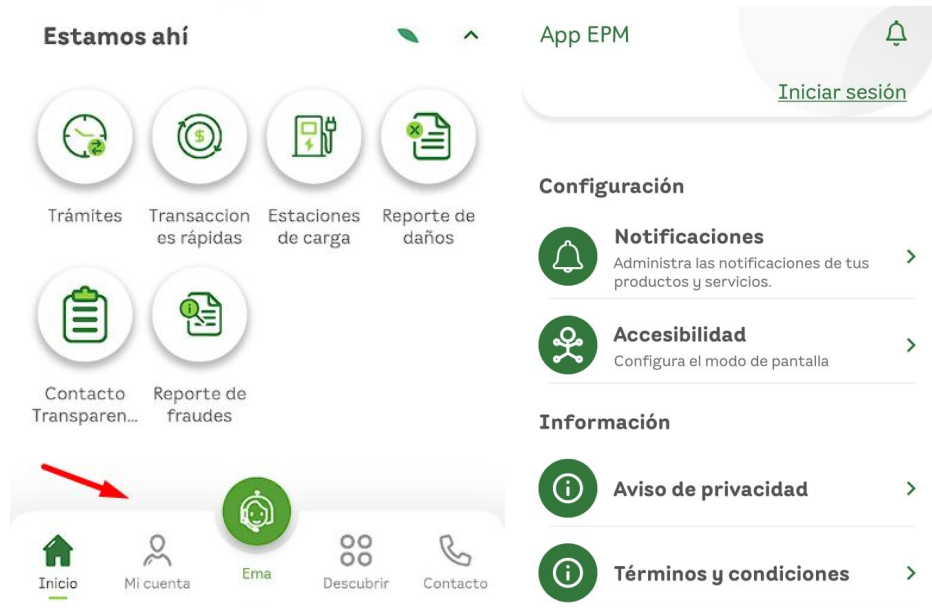 Estamos ahí
Trámites
Transaccion
es rápidas
Estaciones
de carga
Reporte de
daños
Contacto
Transparen...
Reporte de
fraudes
Inicio
Mi cuenta
Ema
Descubrir
Contacto
App EPM
Iniciar sesión
Configuración
Notificaciones
Administra las notificaciones de tus
productos y servicios.
Accesibilidad
Configura el modo de pantalla
Información
Aviso de privacidad
Términos y condiciones